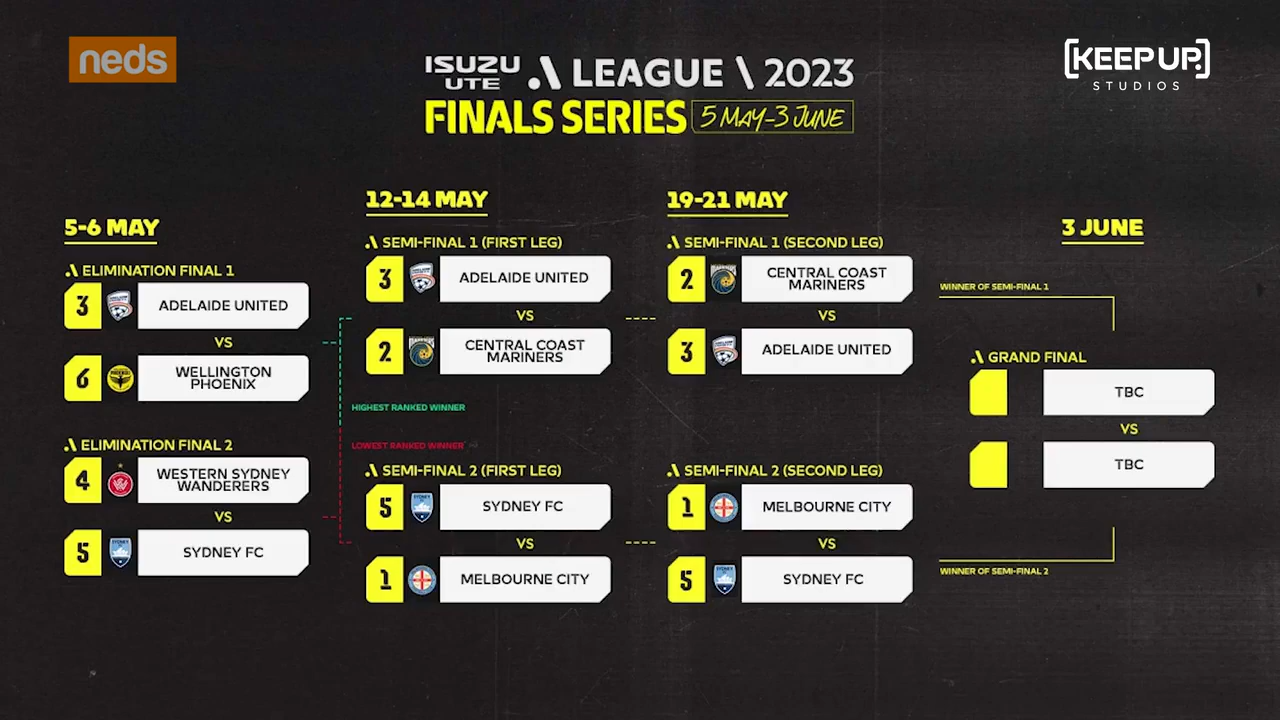 neds
ISUZU UTE A LEAGUE \ 2023
FINALS SERIES 5 MAY-3 JUNE
[KEEPUP.]
STUDIOS
5-6 MAY
ELIMINATION FINAL 1
3 ADELAIDE UNITED
VS
6 WELLINGTON
PHOENIX
ELIMINATION FINAL 2
4 WESTERN SYDNEY
WANDERERS
VS
5 SYDNEY FC
12-14 MAY
SEMI-FINAL 1 (FIRST LEG)
3 ADELAIDE UNITED
VS
2 CENTRAL COAST
MARINERS
HIGHEST RANKED WINNER
LOWEST RANKED WINNER
SEMI-FINAL 2 (FIRST LEG)
5 SYDNEY FC
VS
1 MELBOURNE CITY
19-21 MAY
SEMI-FINAL 1 (SECOND LEG)
2 CENTRAL COAST
MARINERS
VS
3 ADELAIDE UNITED
SEMI-FINAL 2 (SECOND LEG)
1 MELBOURNE CITY
VS
5 SYDNEY FC
3 JUNE
WINNER OF SEMI-FINAL 1
GRAND FINAL
TBC
VS
TBC
WINNER OF SEMI-FINAL 2